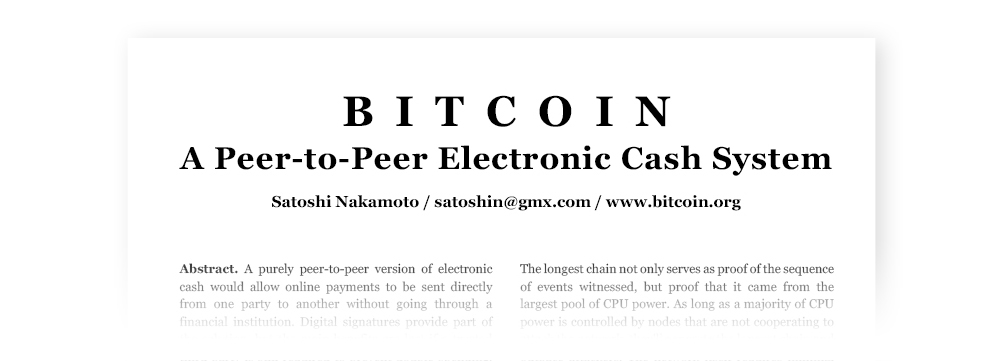 BITCOIN
A Peer-to-Peer Electronic Cash System
Satoshi Nakamoto / satoshin@gmx.com / www.bitcoin.org
Abstract. A purely peer-to-peer version of electronic
cash would allow online payments to be sent directly
from one party to another without going through a
financial institution. Digital signatures provide part of
The longest chain not only serves as proof of the sequence
of events witnessed, but proof that it came from the
largest pool of CPU power. As long as a majority of CPU
power is controlled by nodes that are not cooperating to